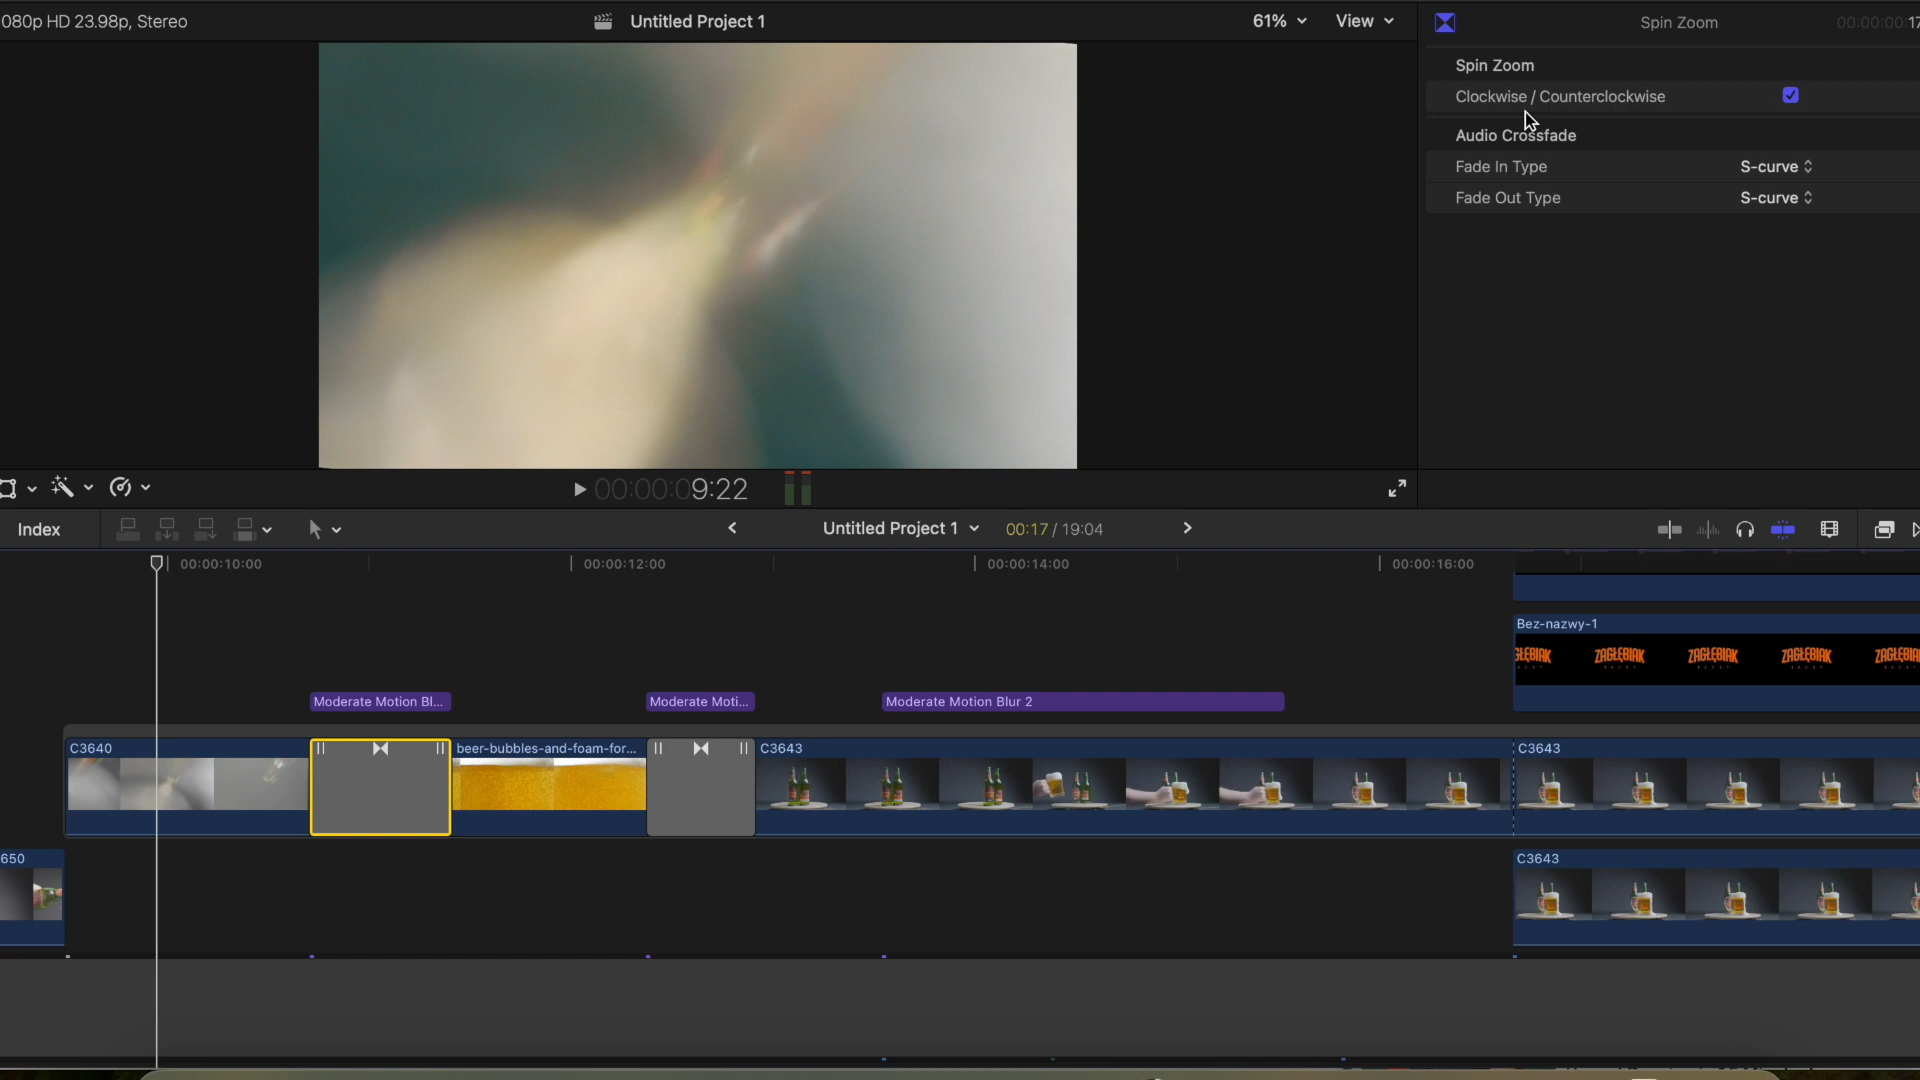 080p HD 23.98p, Stereo
Untitled Project 1
61%
View
Spin Zoom
00:00:00:17
Spin Zoom
Clockwise / Counterclockwise
Audio Crossfade
Fade In Type
S-curve
Fade Out Type
S-curve
00:00:09:22
Index
Untitled Project 1
00:17 / 19:04
00:00:10:00
00:00:12:00
00:00:14:00
00:00:16:00
Bez-nazwy-1
GŁĘBIAK
ZAGŁĘBIAK
ZAGŁĘBIAK
ZAGŁĘBIAK
ZAGŁĘBIA
Moderate Motion Bl...
Moderate Moti...
Moderate Motion Blur 2
C3640
beer-bubbles-and-foam-for...
C3643
C3643
650
C3643